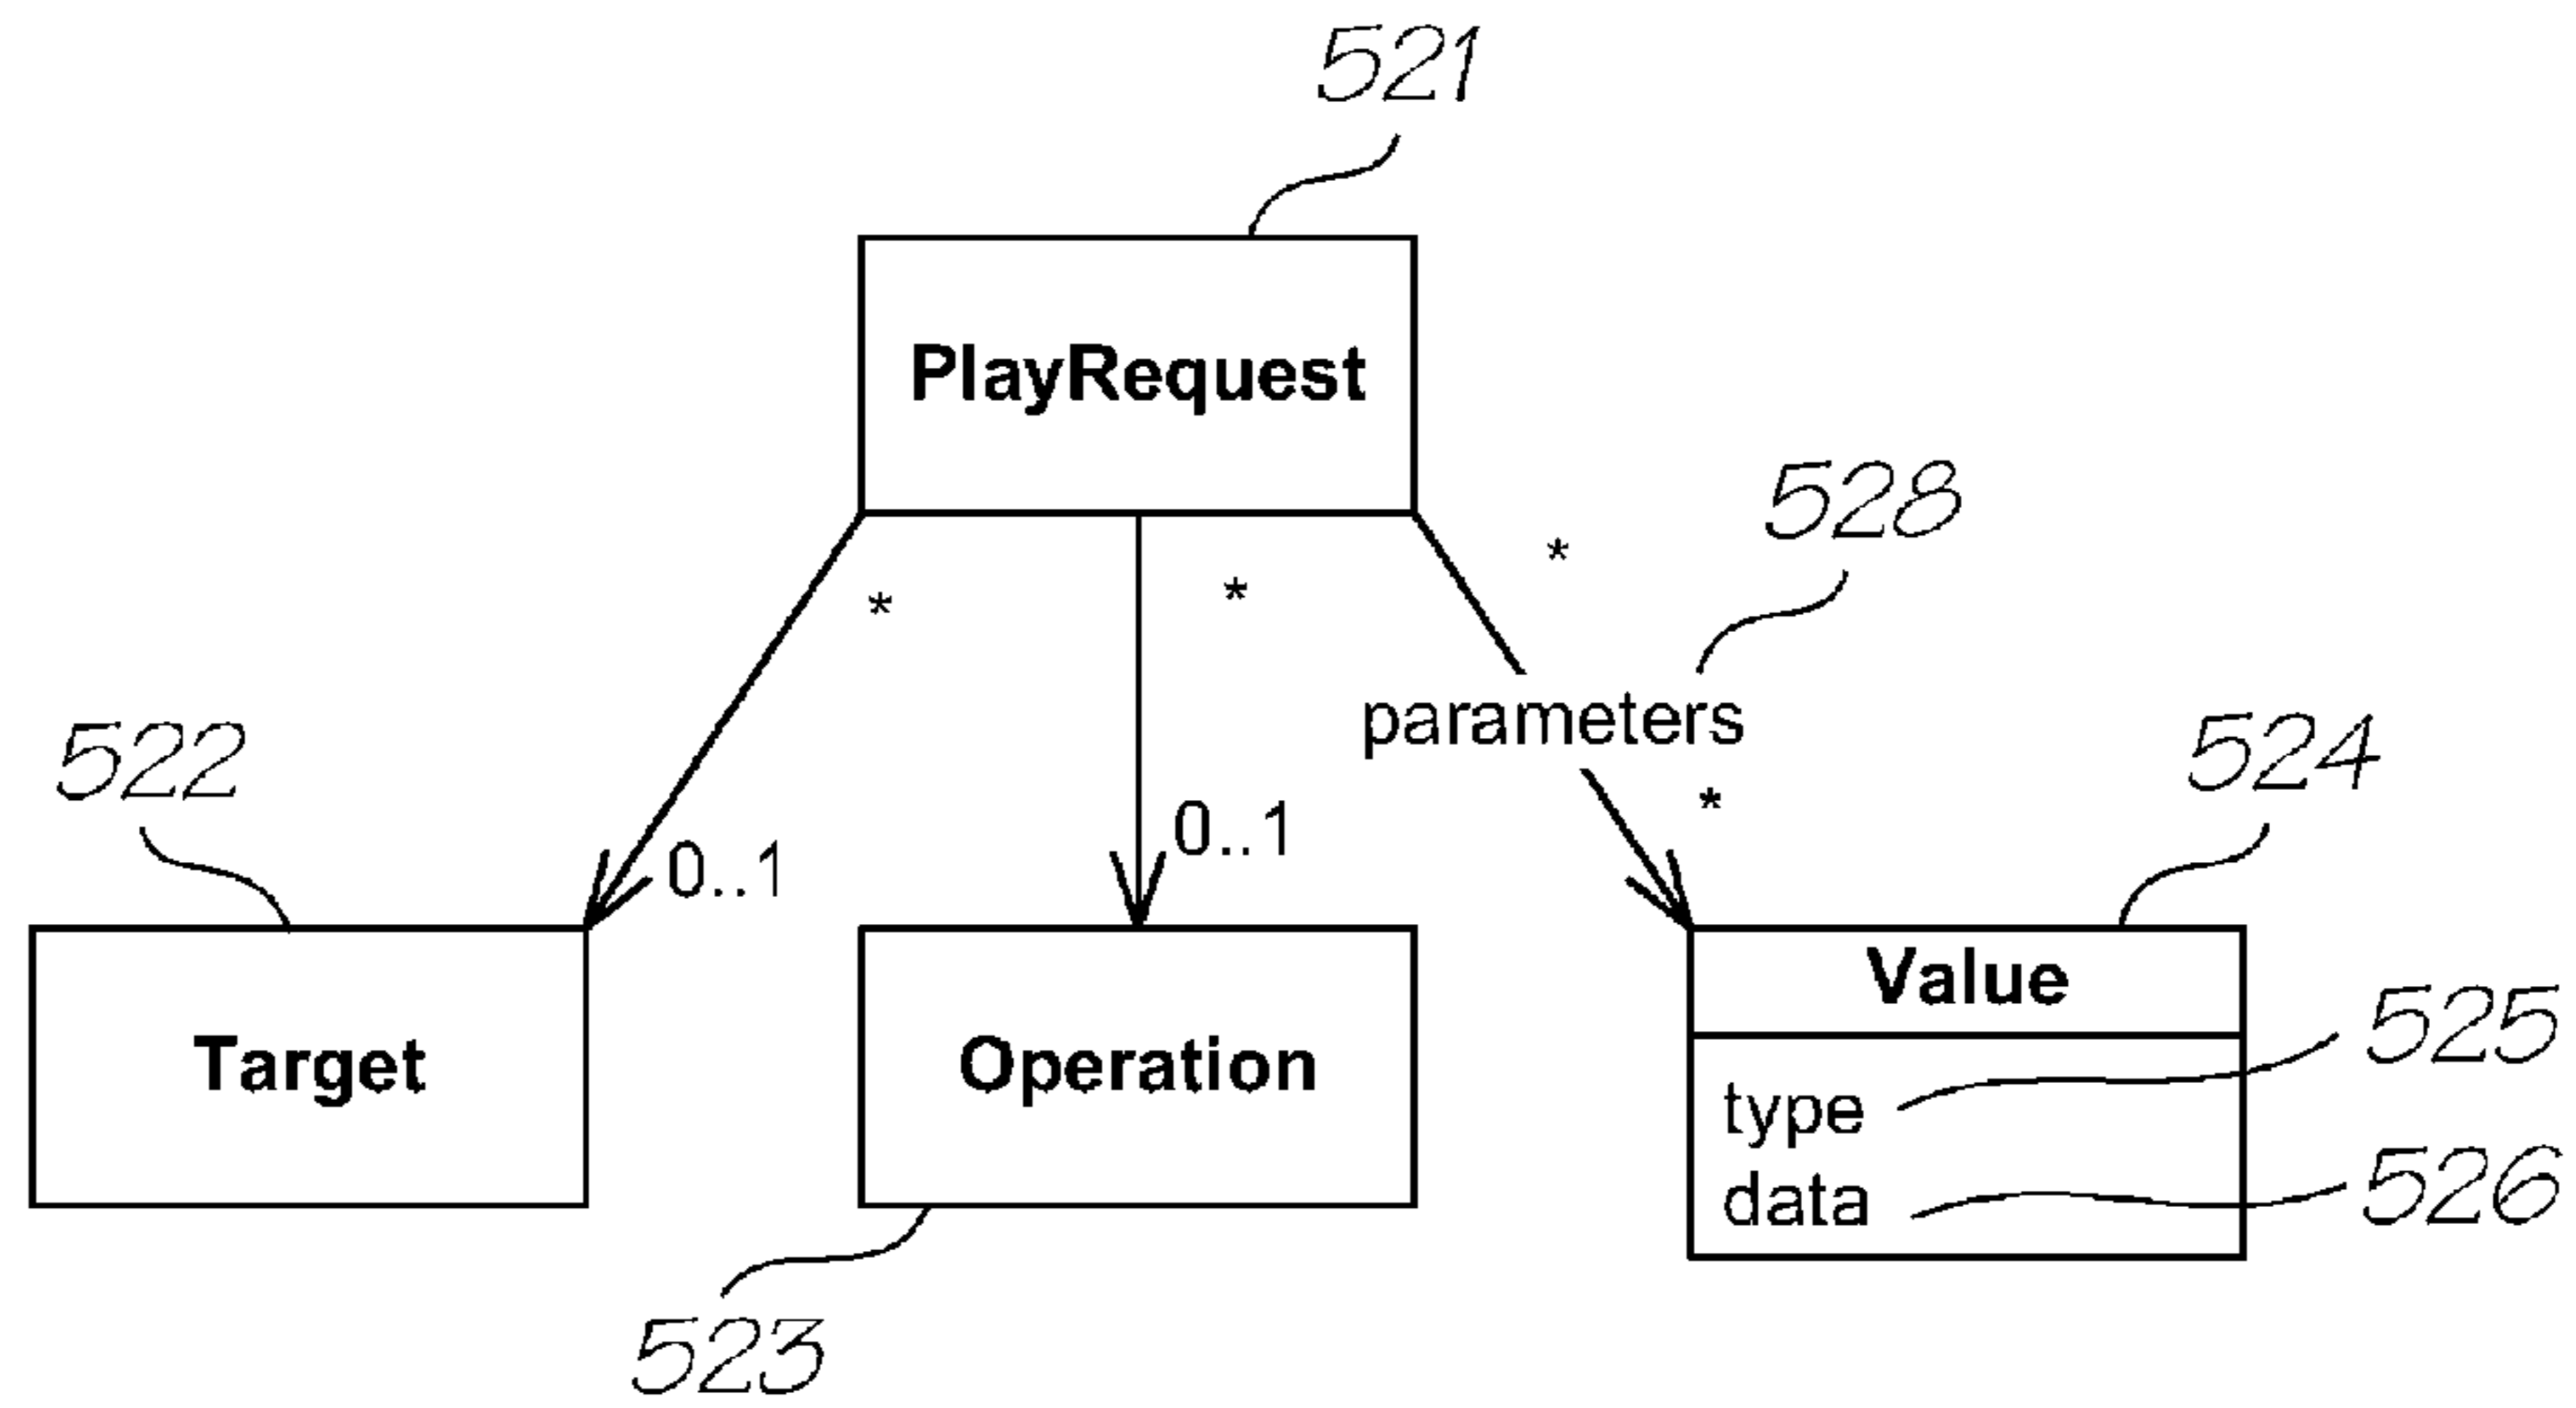 521
PlayRequest
528
*
*
*
parameters
522
524
*
0..1
0..1
Value
525
Target
Operation
type
data
526
523